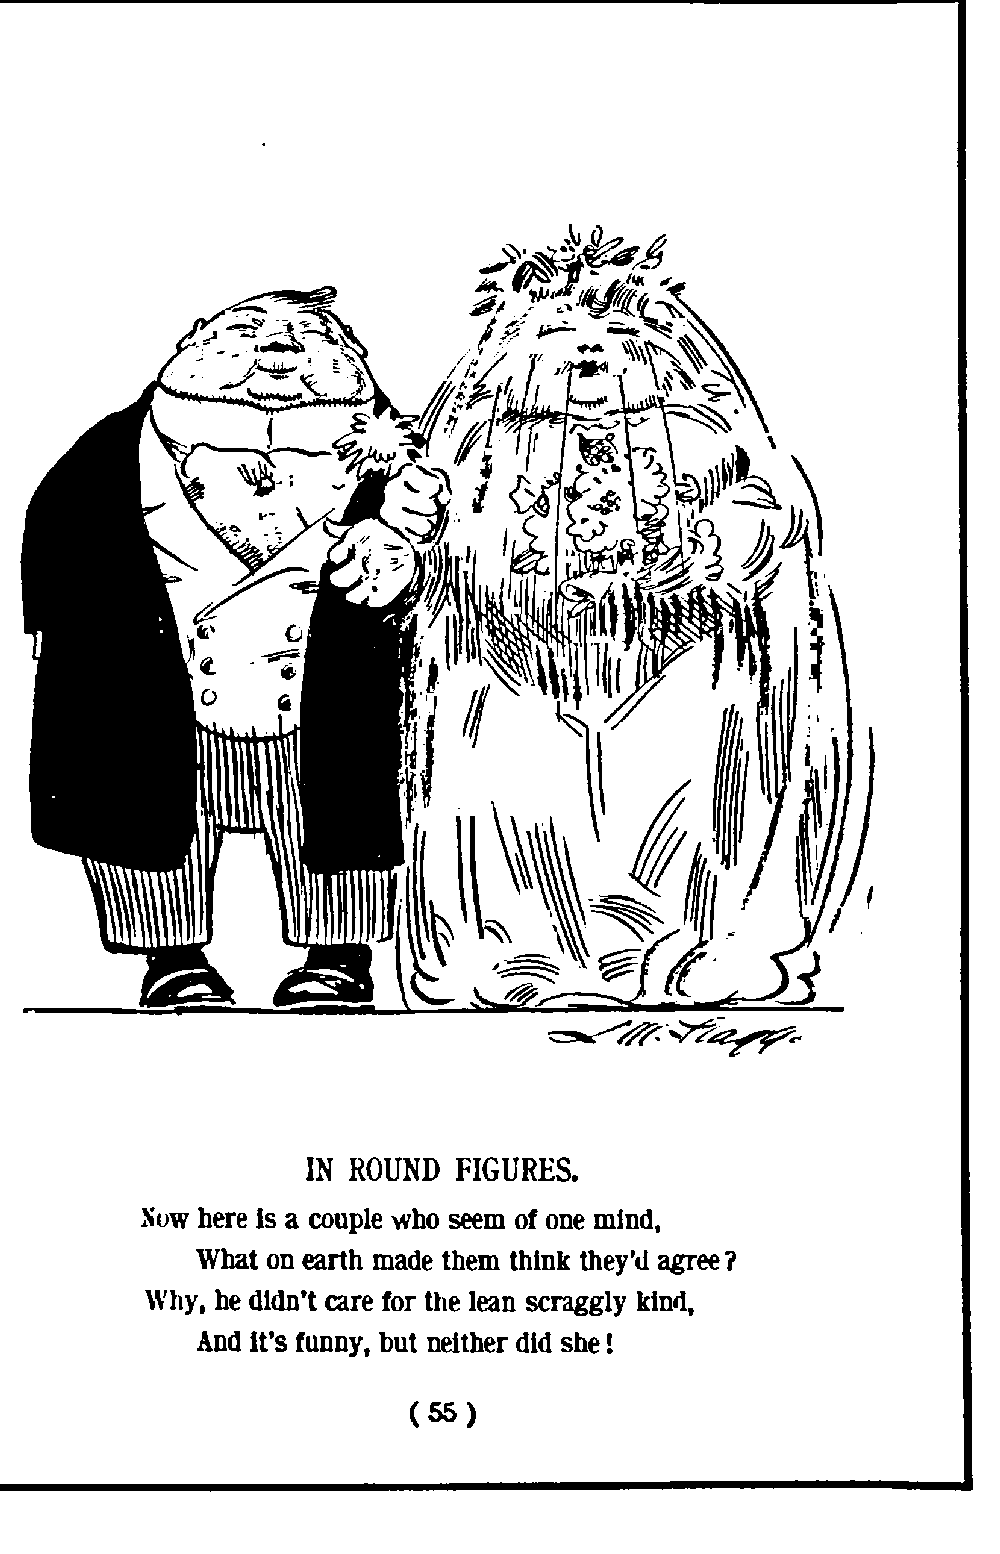 J. M. Flagg.
IN ROUND FIGURES.
Now here is a couple who seem of one mind,
What on earth made them think they'd agree?
Why, he didn't care for the lean scraggly kind,
And it's funny, but neither did she!
( 55 )